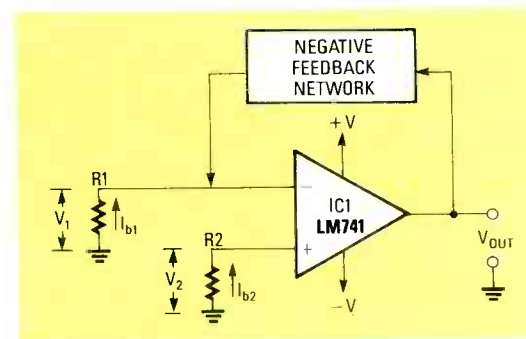 NEGATIVE
FEEDBACK
NETWORK
+V
R1
V1
Ib1
−
IC1
LM741
R2
+
V2
Ib2
−V
VOUT